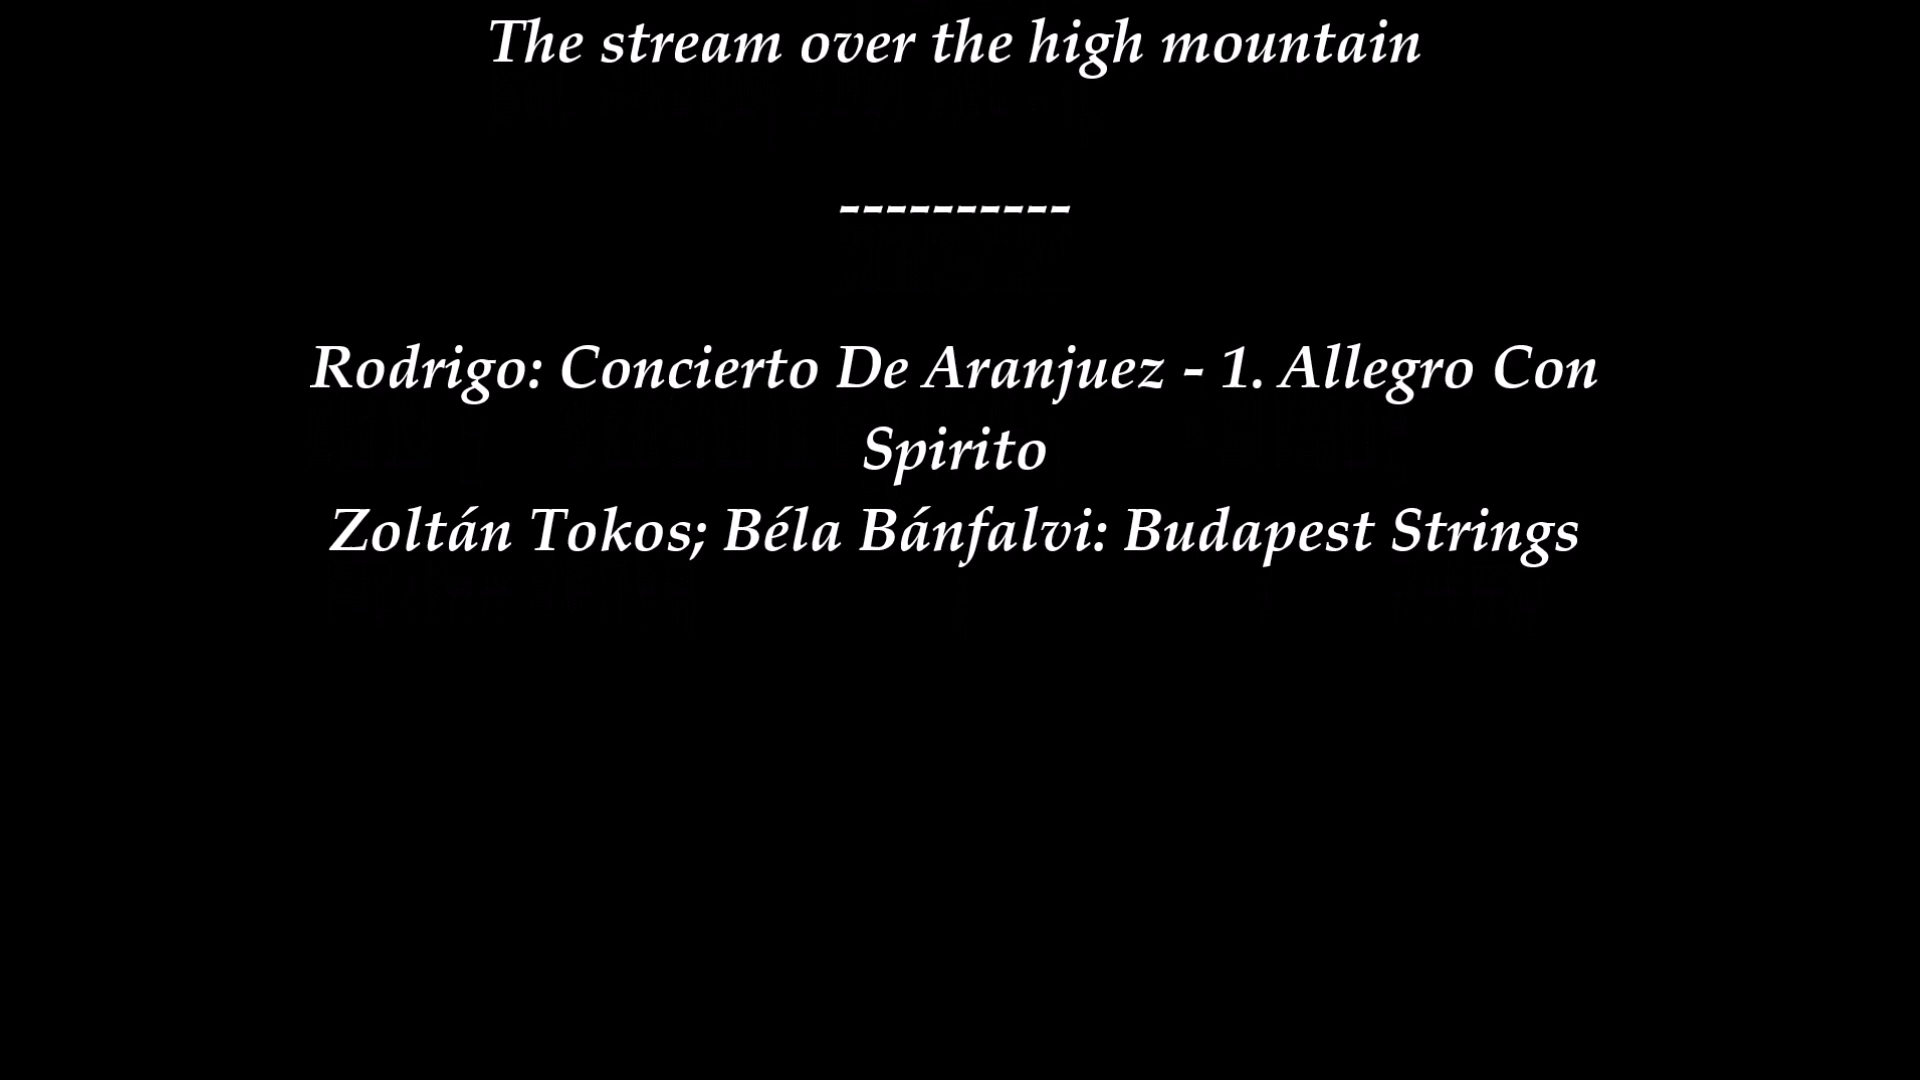 The stream over the high mountain
----------
Rodrigo: Concierto De Aranjuez - 1. Allegro Con
Spirito
Zoltán Tokos; Béla Bánfalvi: Budapest Strings